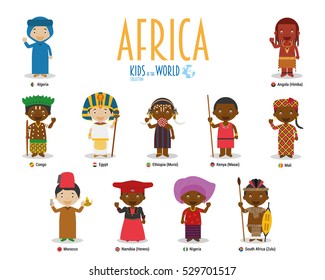 AFRICA
KIDS of the WORLD
COLLECTION
Algeria
Angola (Himba)
Congo
Egypt
Ethiopia (Mursi)
Kenya (Masai)
Mali
Morocco
Namibia (Herero)
Nigeria
South Africa (Zulu)
shutterstock.com · 529701517